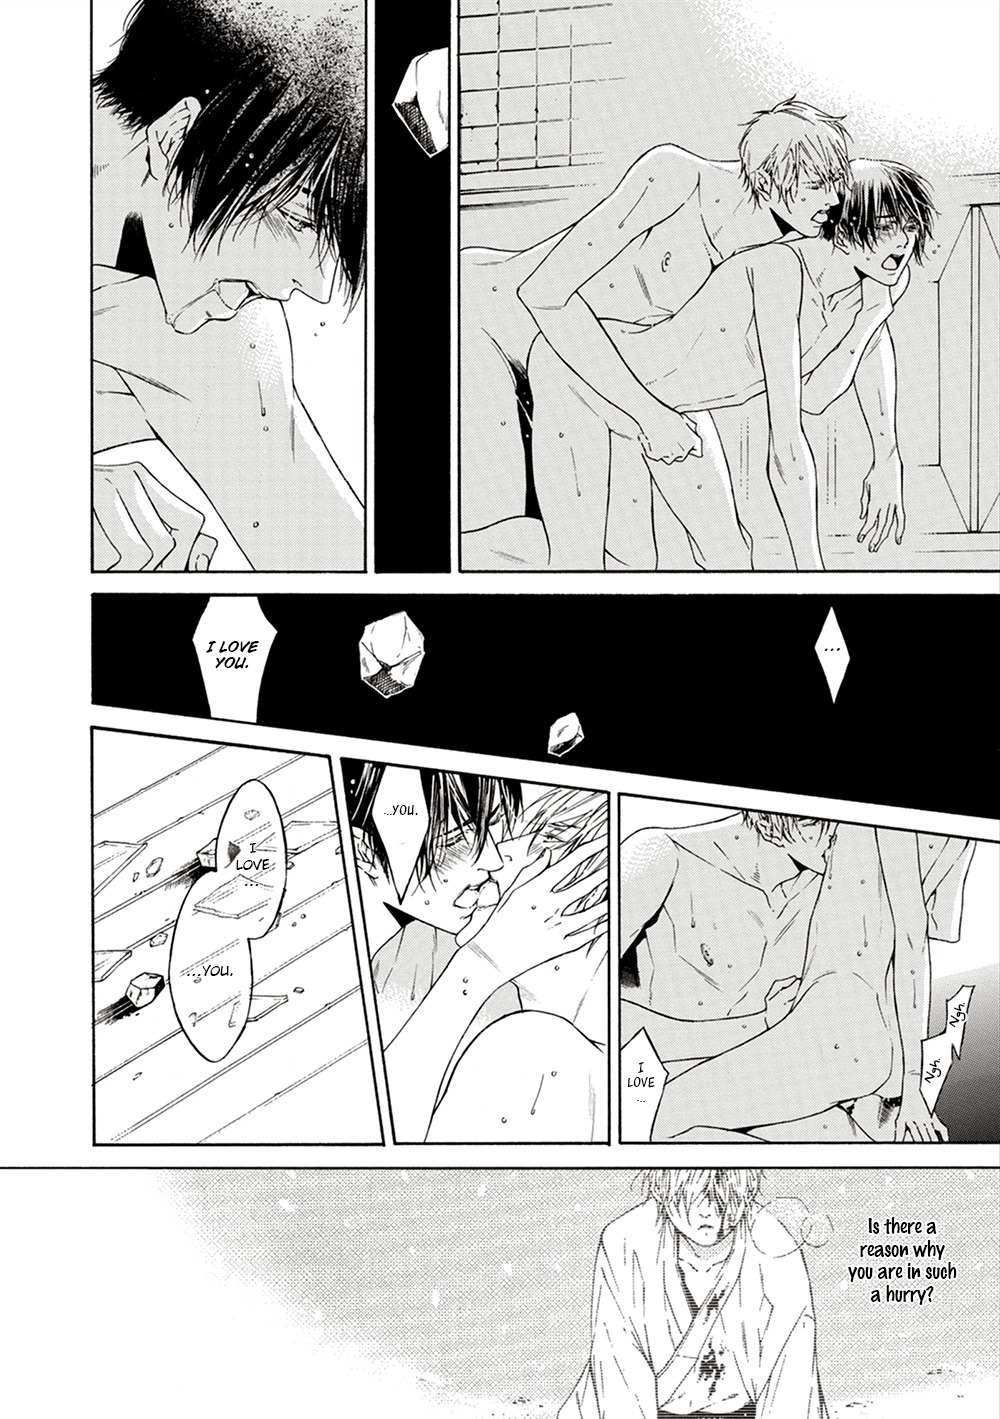 ...
I LOVE
YOU.
Ngh.
Ngh.
I
LOVE
...
...YOU.
I
LOVE
...
...YOU.
Is there a
reason why
you are in such
a hurry?